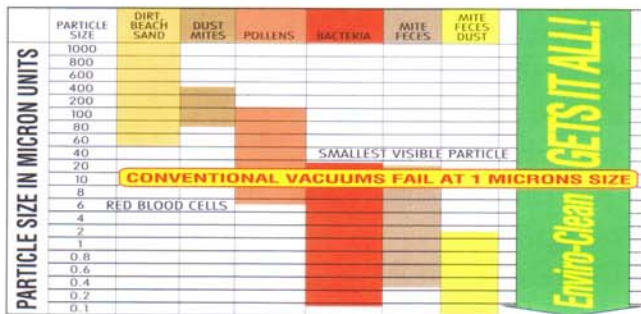 PARTICLE SIZE IN MICRON UNITS
PARTICLE SIZE
DIRT, BEACH SAND
DUST MITES
POLLENS
BACTERIA
MITE FECES
MITE FECES DUST
1000
800
600
400
200
100
80
60
40
SMALLEST VISIBLE PARTICLE
20
10
CONVENTIONAL VACUUMS FAIL AT 1 MICRONS SIZE
8
6
RED BLOOD CELLS
4
2
1
0.8
0.6
0.4
0.2
0.1
Enviro-Clean GETS IT ALL!